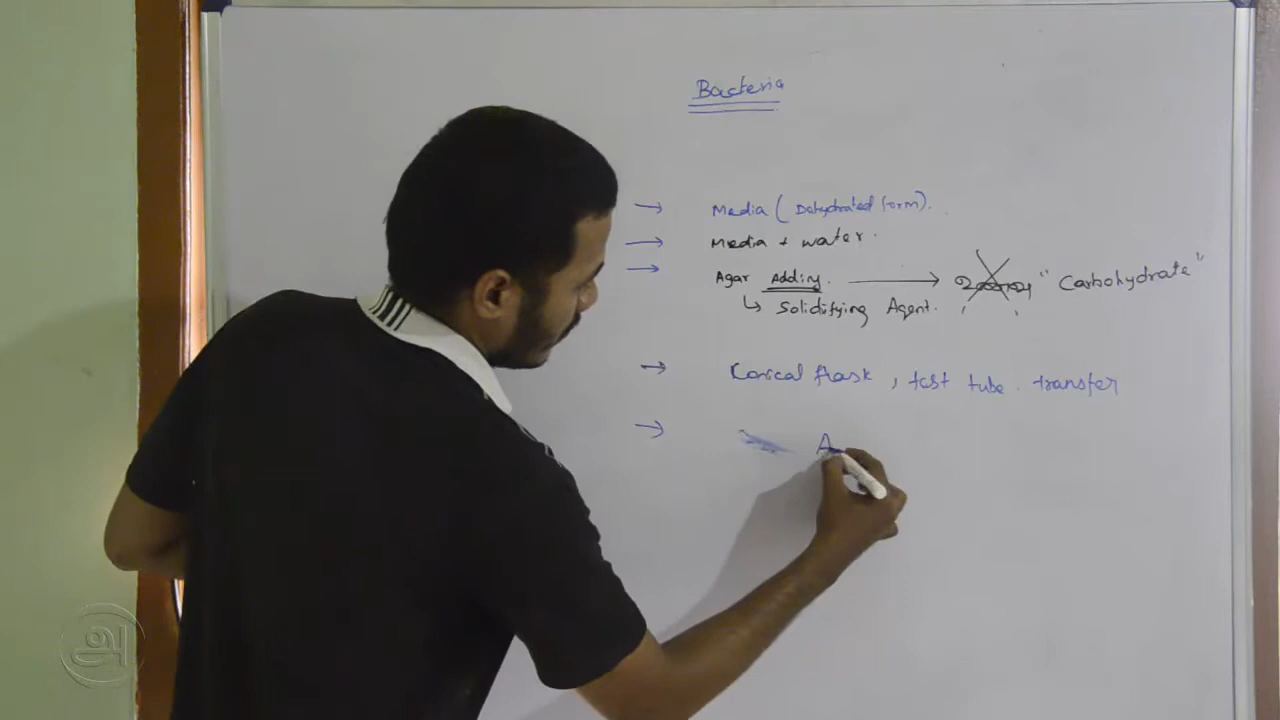 Bacteria
→ Media ( Dehydrated form).
→ Media + water.
→ Agar Adding. → "Carbohydrate"
↳ Solidifying Agent.
→ Conical flask, test tube. transfer
→ A
அ